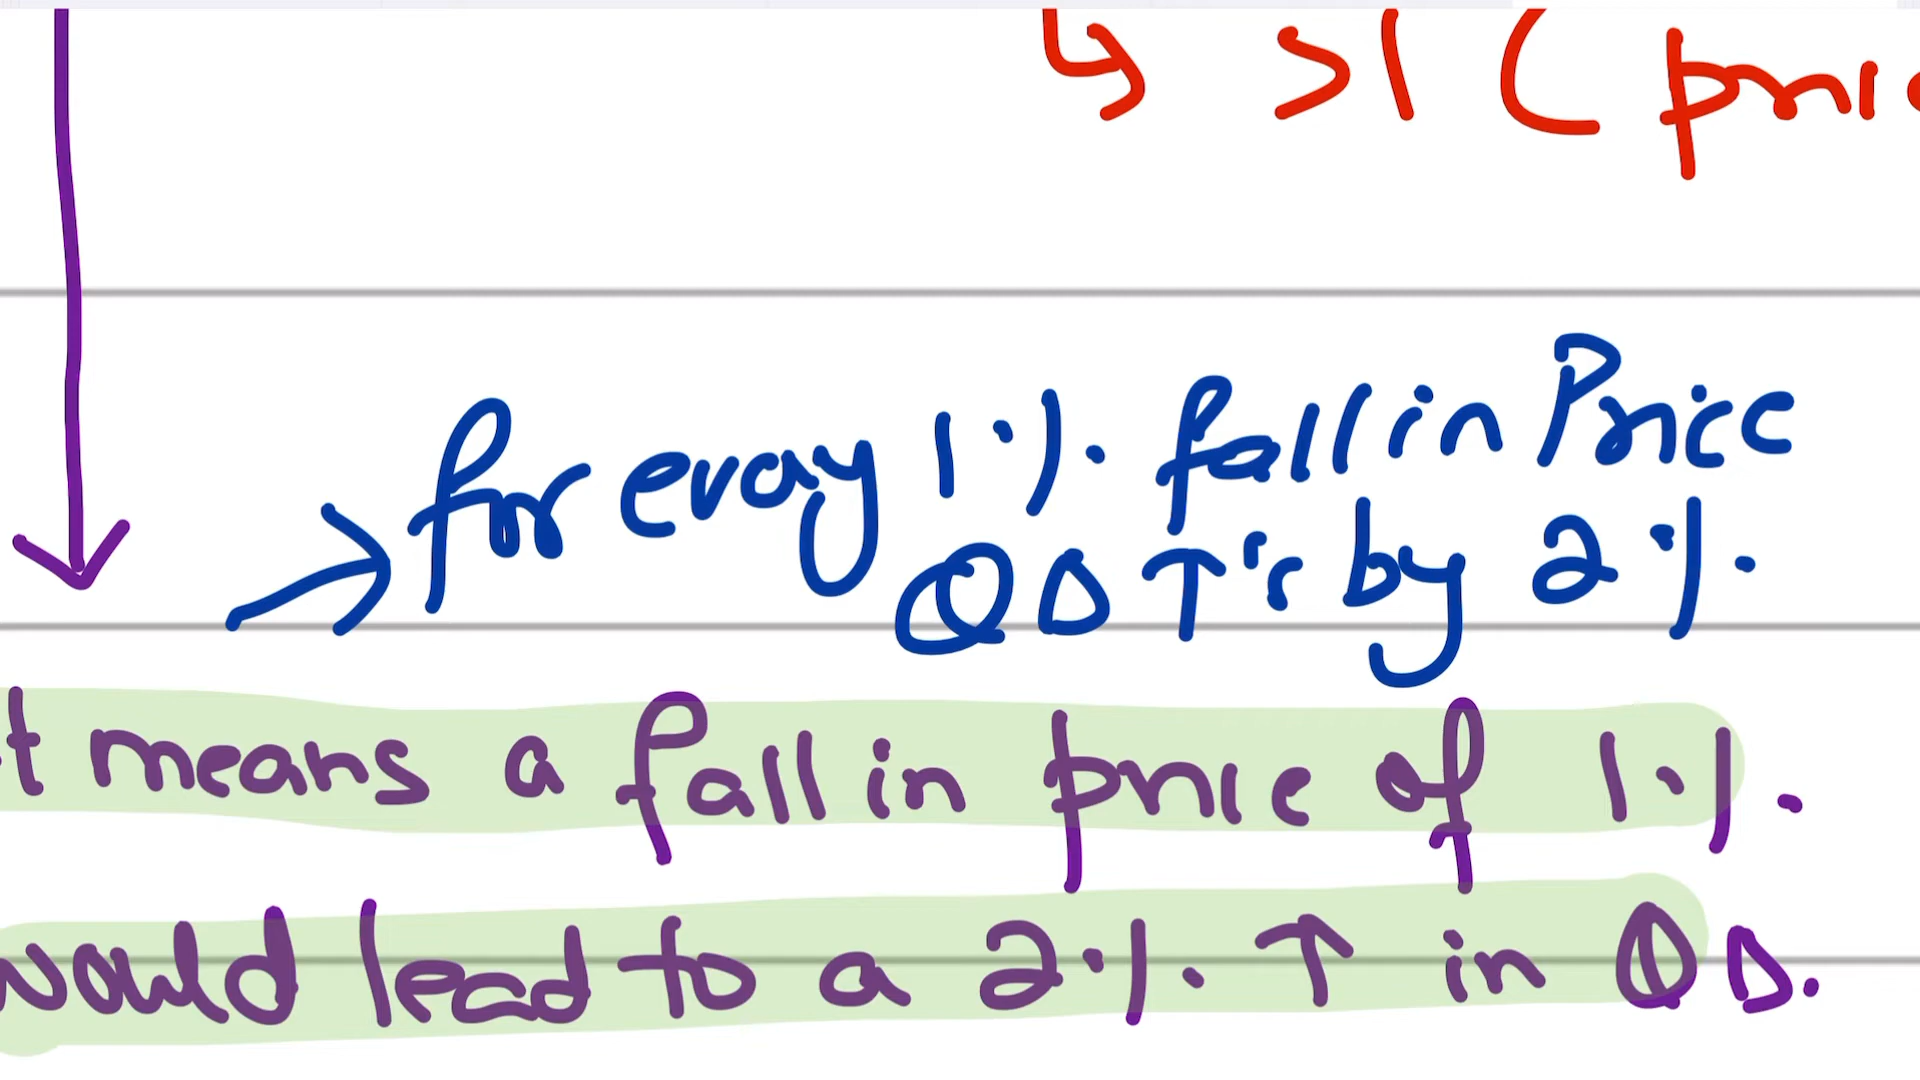 ↳ >1 ( pric
→ for every 1% fall in Price
QD ↑'s by 2%.
t means a fall in price of 1%.
would lead to a 2% ↑ in QD.